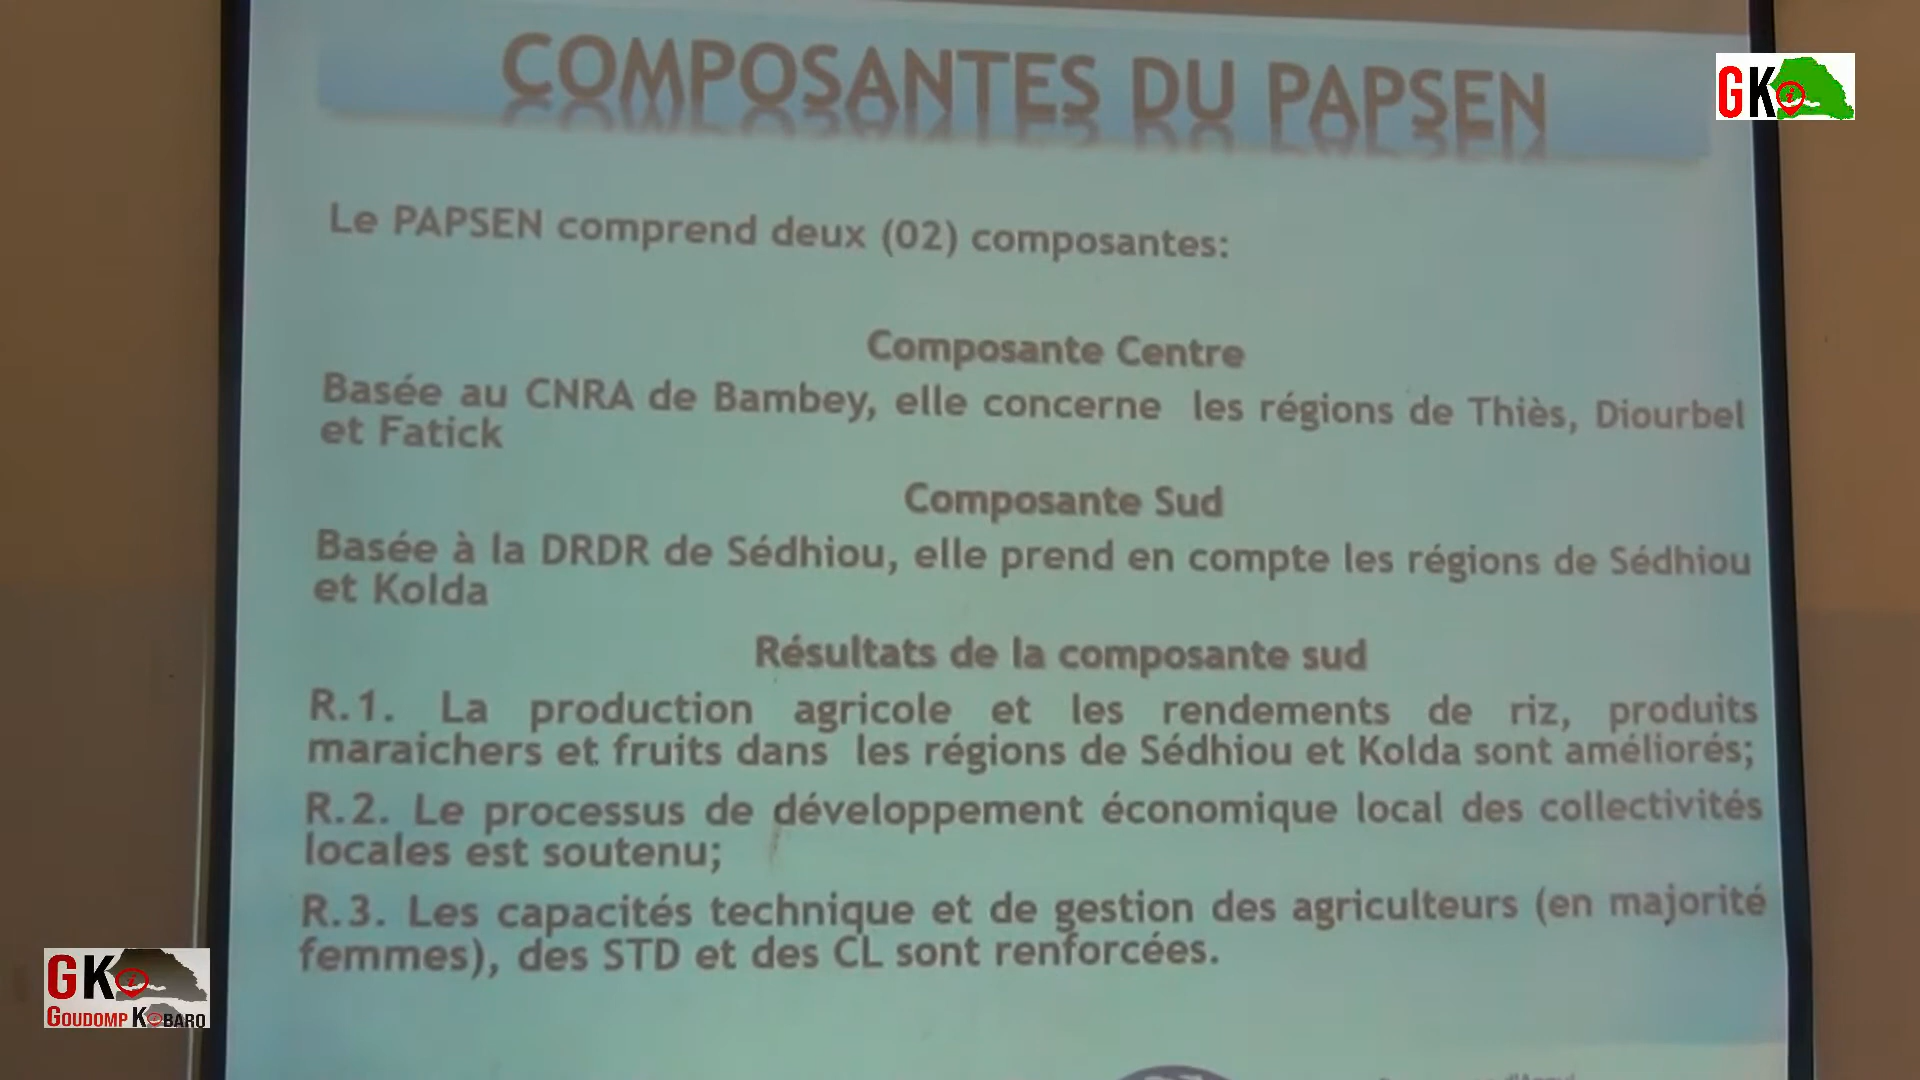 COMPOSANTES DU PAPSEN
GK
Le PAPSEN comprend deux (02) composantes:
Composante Centre
Basée au CNRA de Bambey, elle concerne les régions de Thiès, Diourbel
et Fatick
Composante Sud
Basée à la DRDR de Sédhiou, elle prend en compte les régions de Sédhiou
et Kolda
Résultats de la composante sud
R.1. La production agricole et les rendements de riz, produits
maraichers et fruits dans les régions de Sédhiou et Kolda sont améliorés;
R.2. Le processus de développement économique local des collectivités
locales est soutenu;
R.3. Les capacités technique et de gestion des agriculteurs (en majorité
femmes), des STD et des CL sont renforcées.
GK
GOUDOMP KOBARO